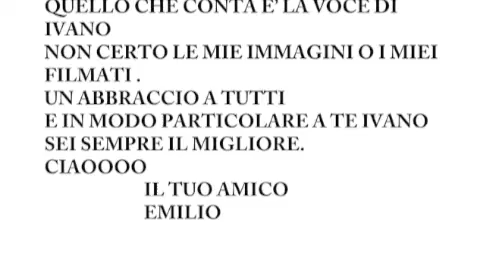 QUELLO CHE CONTA E' LA VOCE DI
IVANO
NON CERTO LE MIE IMMAGINI O I MIEI
FILMATI .
UN ABBRACCIO A TUTTI
E IN MODO PARTICOLARE A TE IVANO
SEI SEMPRE IL MIGLIORE.
CIAOOOO
IL TUO AMICO
EMILIO